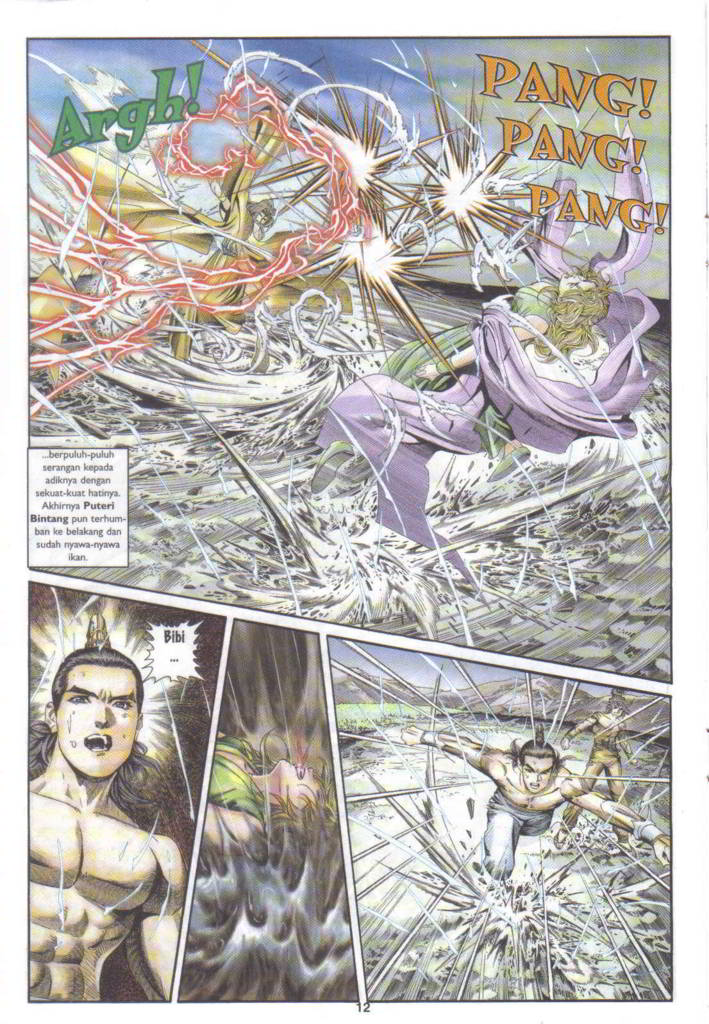 Argh!
PANG!
PANG!
PANG!
...berpuluh-puluh
serangan kepada
adiknya dengan
sekuat-kuat hatinya.
Akhirnya Puteri
Bintang pun terhum-
ban ke belakang dan
sudah nyawa-nyawa
ikan.
Bibi
...
12